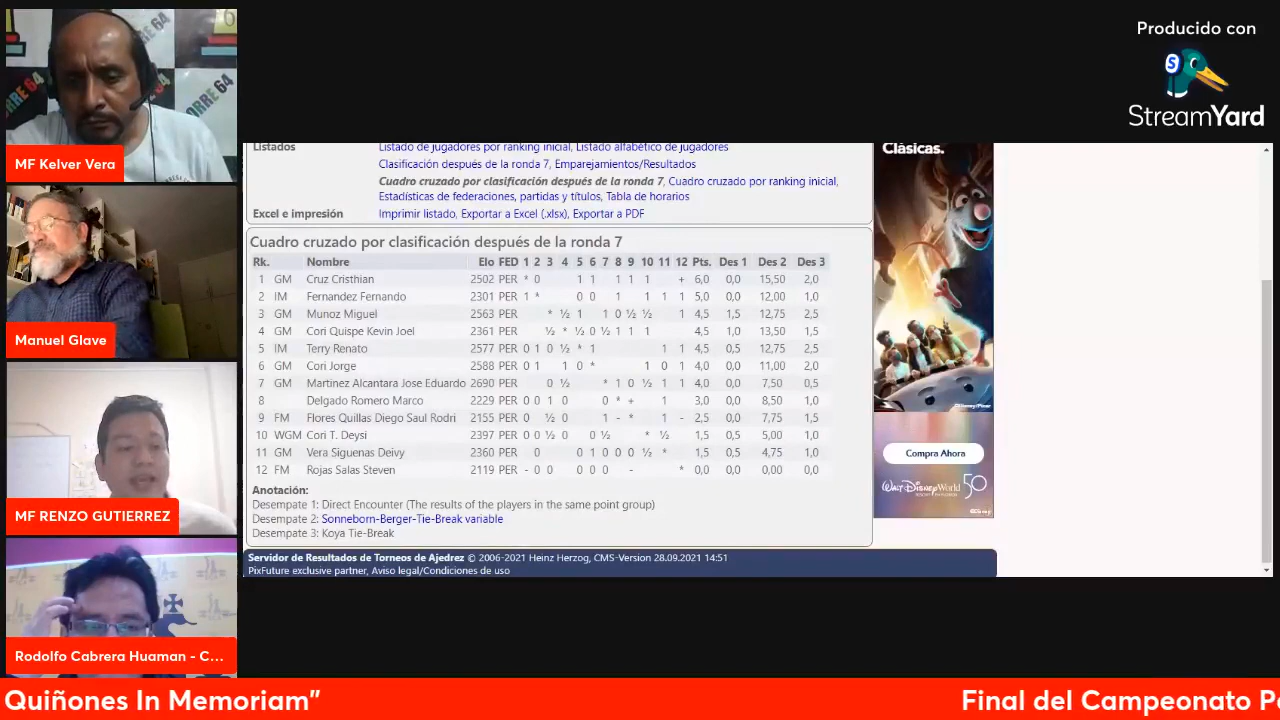 Producido con
StreamYard
MF Kelver Vera
Manuel Glave
MF RENZO GUTIERREZ
Rodolfo Cabrera Huaman - C...
Listados
Listado de jugadores por ranking inicial, Listado alfabético de jugadores
Clasificación después de la ronda 7, Emparejamientos/Resultados
Cuadro cruzado por clasificación después de la ronda 7, Cuadro cruzado por ranking inicial,
Estadísticas de federaciones, partidas y títulos, Tabla de horarios
Excel e impresión Imprimir listado, Exportar a Excel (.xlsx), Exportar a PDF
Cuadro cruzado por clasificación después de la ronda 7
Rk. Nombre Elo FED 1 2 3 4 5 6 7 8 9 10 11 12 Pts. Des 1 Des 2 Des 3
1 GM Cruz Cristhian 2502 PER * 0 1 1 1 1 1 + 6,0 0,0 15,50 2,0
2 IM Fernandez Fernando 2301 PER 1 * 0 0 1 1 1 1 5,0 0,0 12,00 1,0
3 GM Munoz Miguel 2563 PER * ½ 1 1 0 ½ ½ 1 4,5 1,5 12,75 2,5
4 GM Cori Quispe Kevin Joel 2361 PER ½ * ½ 0 ½ 1 1 1 4,5 1,0 13,50 1,5
5 IM Terry Renato 2577 PER 0 1 0 ½ * 1 1 1 4,5 0,5 12,75 2,5
6 GM Cori Jorge 2588 PER 0 1 1 0 * 1 0 1 4,0 0,0 11,00 2,0
7 GM Martinez Alcantara Jose Eduardo 2690 PER 0 ½ * 1 0 ½ 1 1 4,0 0,0 7,50 0,5
8 Delgado Romero Marco 2229 PER 0 0 1 0 0 * + 1 3,0 0,0 8,50 1,0
9 FM Flores Quillas Diego Saul Rodri 2155 PER 0 ½ 0 1 - * 1 - 2,5 0,0 7,75 1,5
10 WGM Cori T. Deysi 2397 PER 0 0 ½ 0 0 ½ * ½ 1,5 0,5 5,00 1,0
11 GM Vera Siguenas Deivy 2360 PER 0 0 1 0 0 0 ½ * 1,5 0,5 4,75 1,0
12 FM Rojas Salas Steven 2119 PER - 0 0 0 0 0 - * 0,0 0,0 0,00 0,0
Anotación:
Desempate 1: Direct Encounter (The results of the players in the same point group)
Desempate 2: Sonneborn-Berger-Tie-Break variable
Desempate 3: Koya Tie-Break
Servidor de Resultados de Torneos de Ajedrez © 2006-2021 Heinz Herzog, CMS-Version 28.09.2021 14:51
PixFuture exclusive partner, Aviso legal/Condiciones de uso
Clásicas.
©Disney/Pixar
Compra Ahora
Walt Disney World 50
©Disney
Quiñones In Memoriam" Final del Campeonato Pe